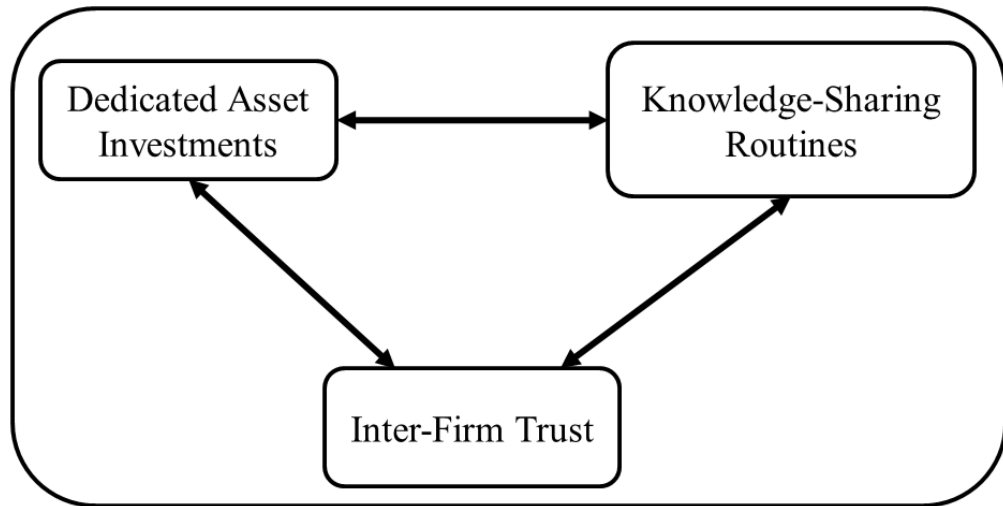 Dedicated Asset
Investments
Knowledge-Sharing
Routines
Inter-Firm Trust